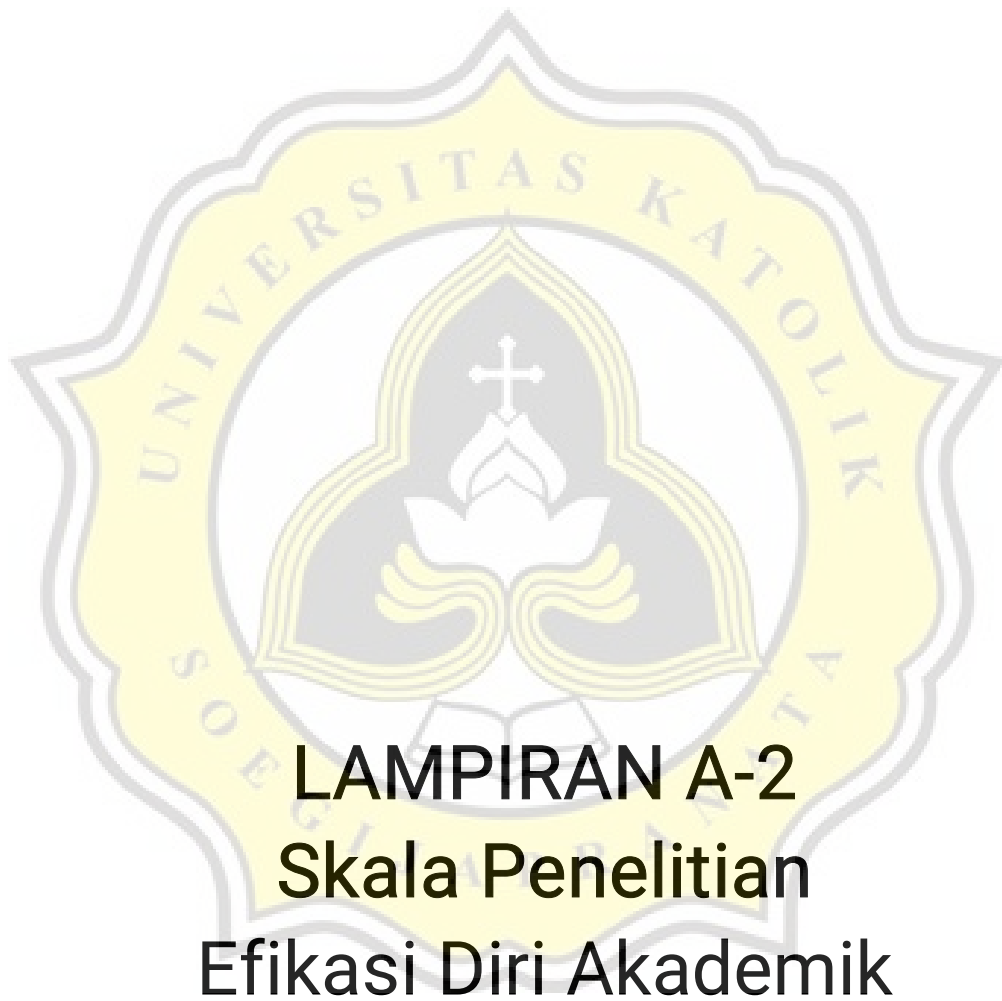 UNIVERSITAS KATOLIK
SOEGIJAPRANATA
LAMPIRAN A-2
Skala Penelitian
Efikasi Diri Akademik